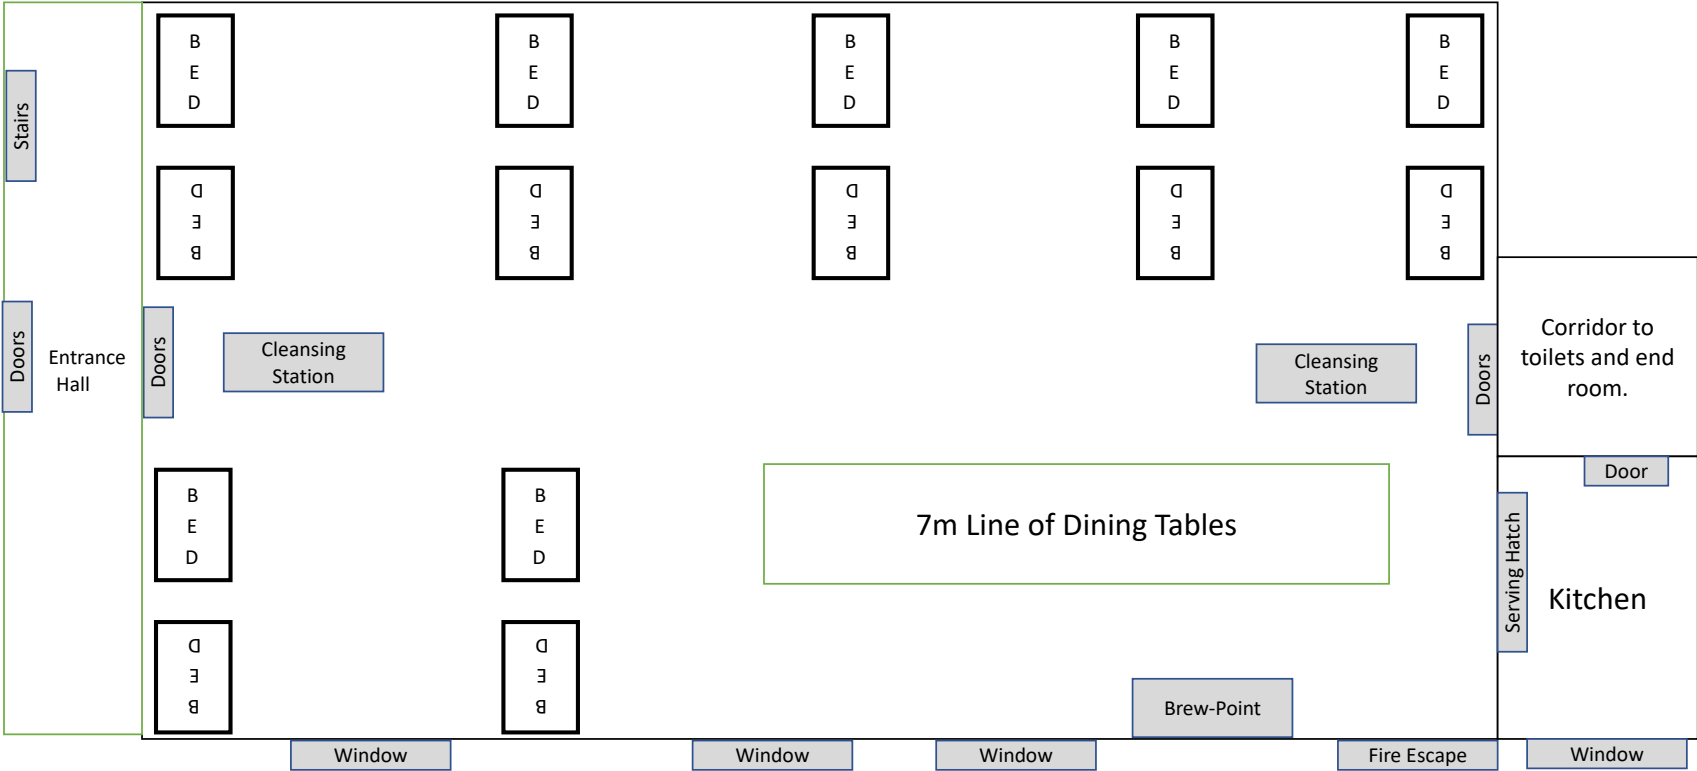 B
E
D
B
E
D
B
E
D
B
E
D
B
E
D
Stairs
B
E
D
B
E
D
B
E
D
B
E
D
B
E
D
Doors
Entrance
Hall
Doors
Cleansing
Station
Cleansing
Station
Doors
Corridor to
toilets and end
room.
B
E
D
B
E
D
7m Line of Dining Tables
Door
Serving Hatch
Kitchen
B
E
D
B
E
D
Brew-Point
Window
Window
Window
Fire Escape
Window